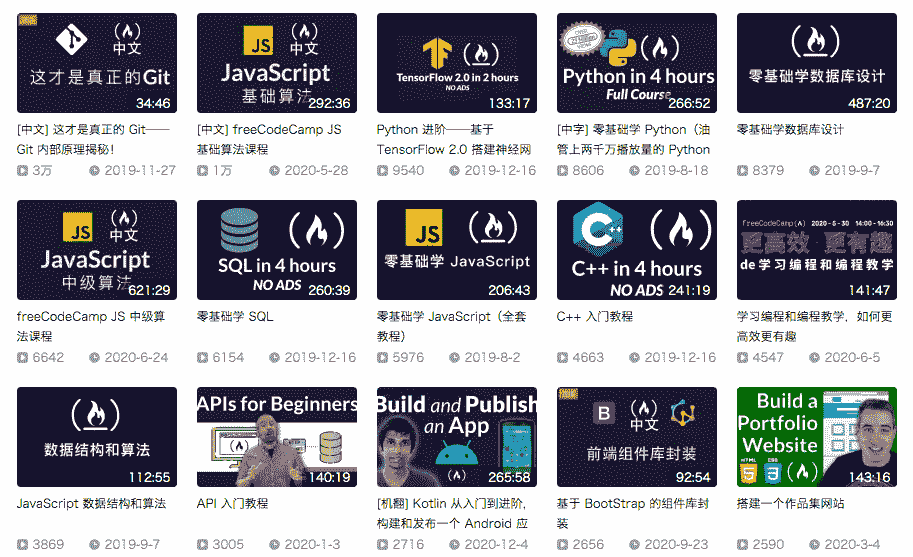 中文
这才是真正的Git
34:46
[中文] 这才是真正的 Git——
Git 内部原理揭秘!
3万 2019-11-27
JS
中文
JavaScript
基础算法
292:36
[中文] freeCodeCamp JS
基础算法课程
1万 2020-5-28
TensorFlow 2.0 in 2 hours
NO ADS
133:17
Python 进阶——基于
TensorFlow 2.0 搭建神经网
9540 2019-12-16
Python in 4 hours
Full Course
266:52
[中字] 零基础学 Python（油
管上两千万播放量的 Python
8606 2019-8-18
零基础学数据库设计
487:20
零基础学数据库设计
8379 2019-9-7
JS
中文
JavaScript
中级算法
621:29
freeCodeCamp JS 中级算
法课程
6642 2020-6-24
SQL in 4 hours
NO ADS
260:39
零基础学 SQL
6154 2019-12-16
JS
零基础学 JavaScript
206:43
零基础学 JavaScript（全套
教程）
5976 2019-8-2
C++
C++ in 4 hours
NO ADS
241:19
C++ 入门教程
4663 2019-12-16
freeCodeCamp(🔥) 2020-5-30 14:00-16:30
更高效 更有趣
de学习编程和编程教学
141:47
学习编程和编程教学，如何更
高效更有趣
4547 2020-6-5
数据结构和算法
112:55
JavaScript 数据结构和算法
3869 2019-9-7
APIs for Beginners
140:19
API 入门教程
3005 2020-1-3
Build and Publish
an App
265:58
[机翻] Kotlin 从入门到进阶,
构建和发布一个 Android 应
2716 2020-12-4
B
中文
前端组件库封装
92:54
基于 BootStrap 的组件库封
装
2656 2020-9-23
Build a
Portfolio
Website
HTML
CSS
143:16
搭建一个作品集网站
2590 2020-3-4